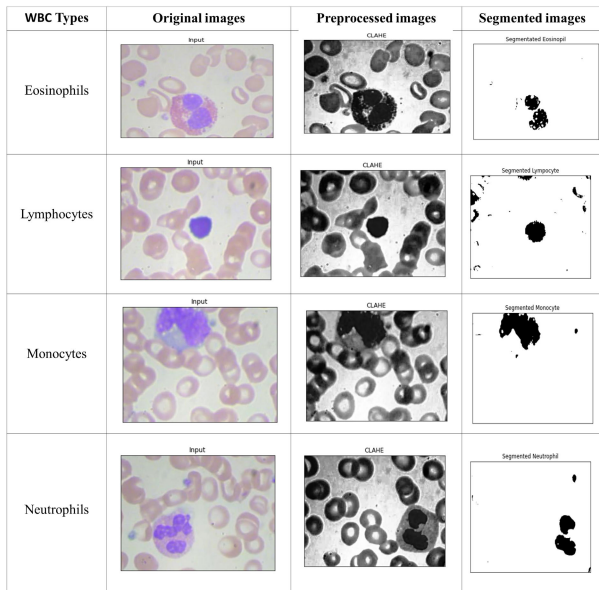 WBC Types Original images Preprocessed images Segmented images
Eosinophils
Input
CLAHE
Segmentated Eosinopil
Lymphocytes
Input
CLAHE
Segmented Lympocyte
Monocytes
Input
CLAHE
Segmented Monocyte
Neutrophils
Input
CLAHE
Segmented Neutrophil